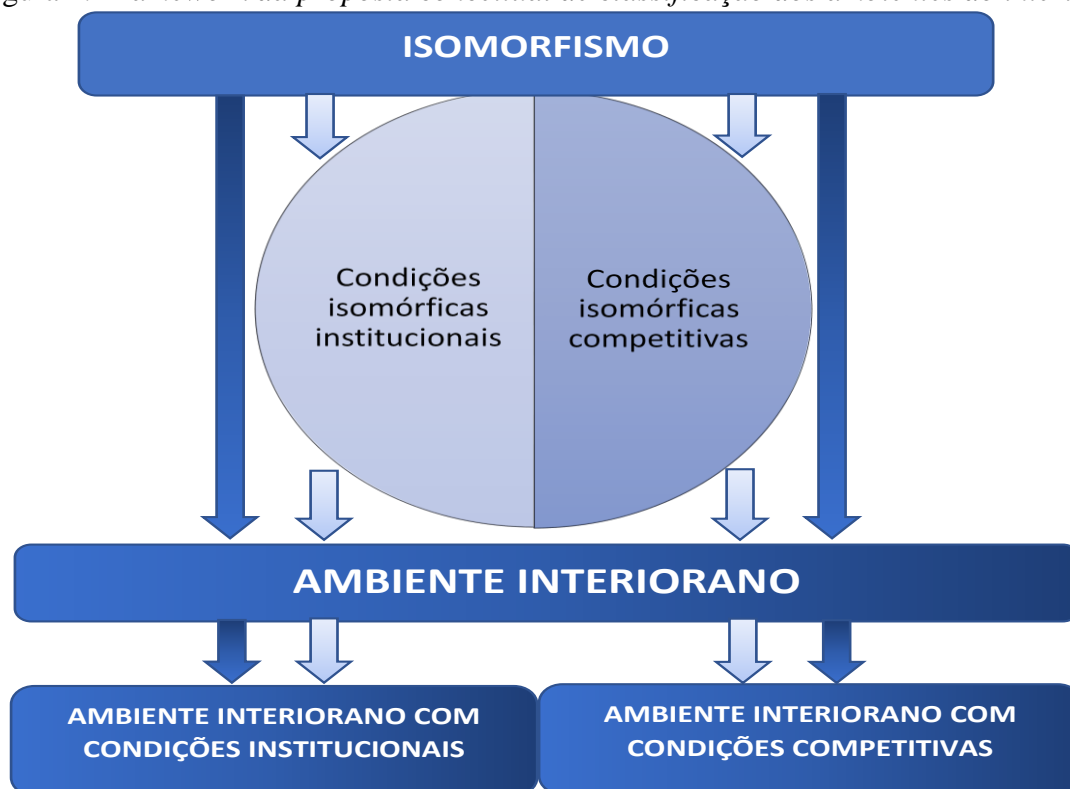 ISOMORFISMO
Condições
isomórficas
institucionais
Condições
isomórficas
competitivas
AMBIENTE INTERIORANO
AMBIENTE INTERIORANO COM
CONDIÇÕES INSTITUCIONAIS
AMBIENTE INTERIORANO COM
CONDIÇÕES COMPETITIVAS